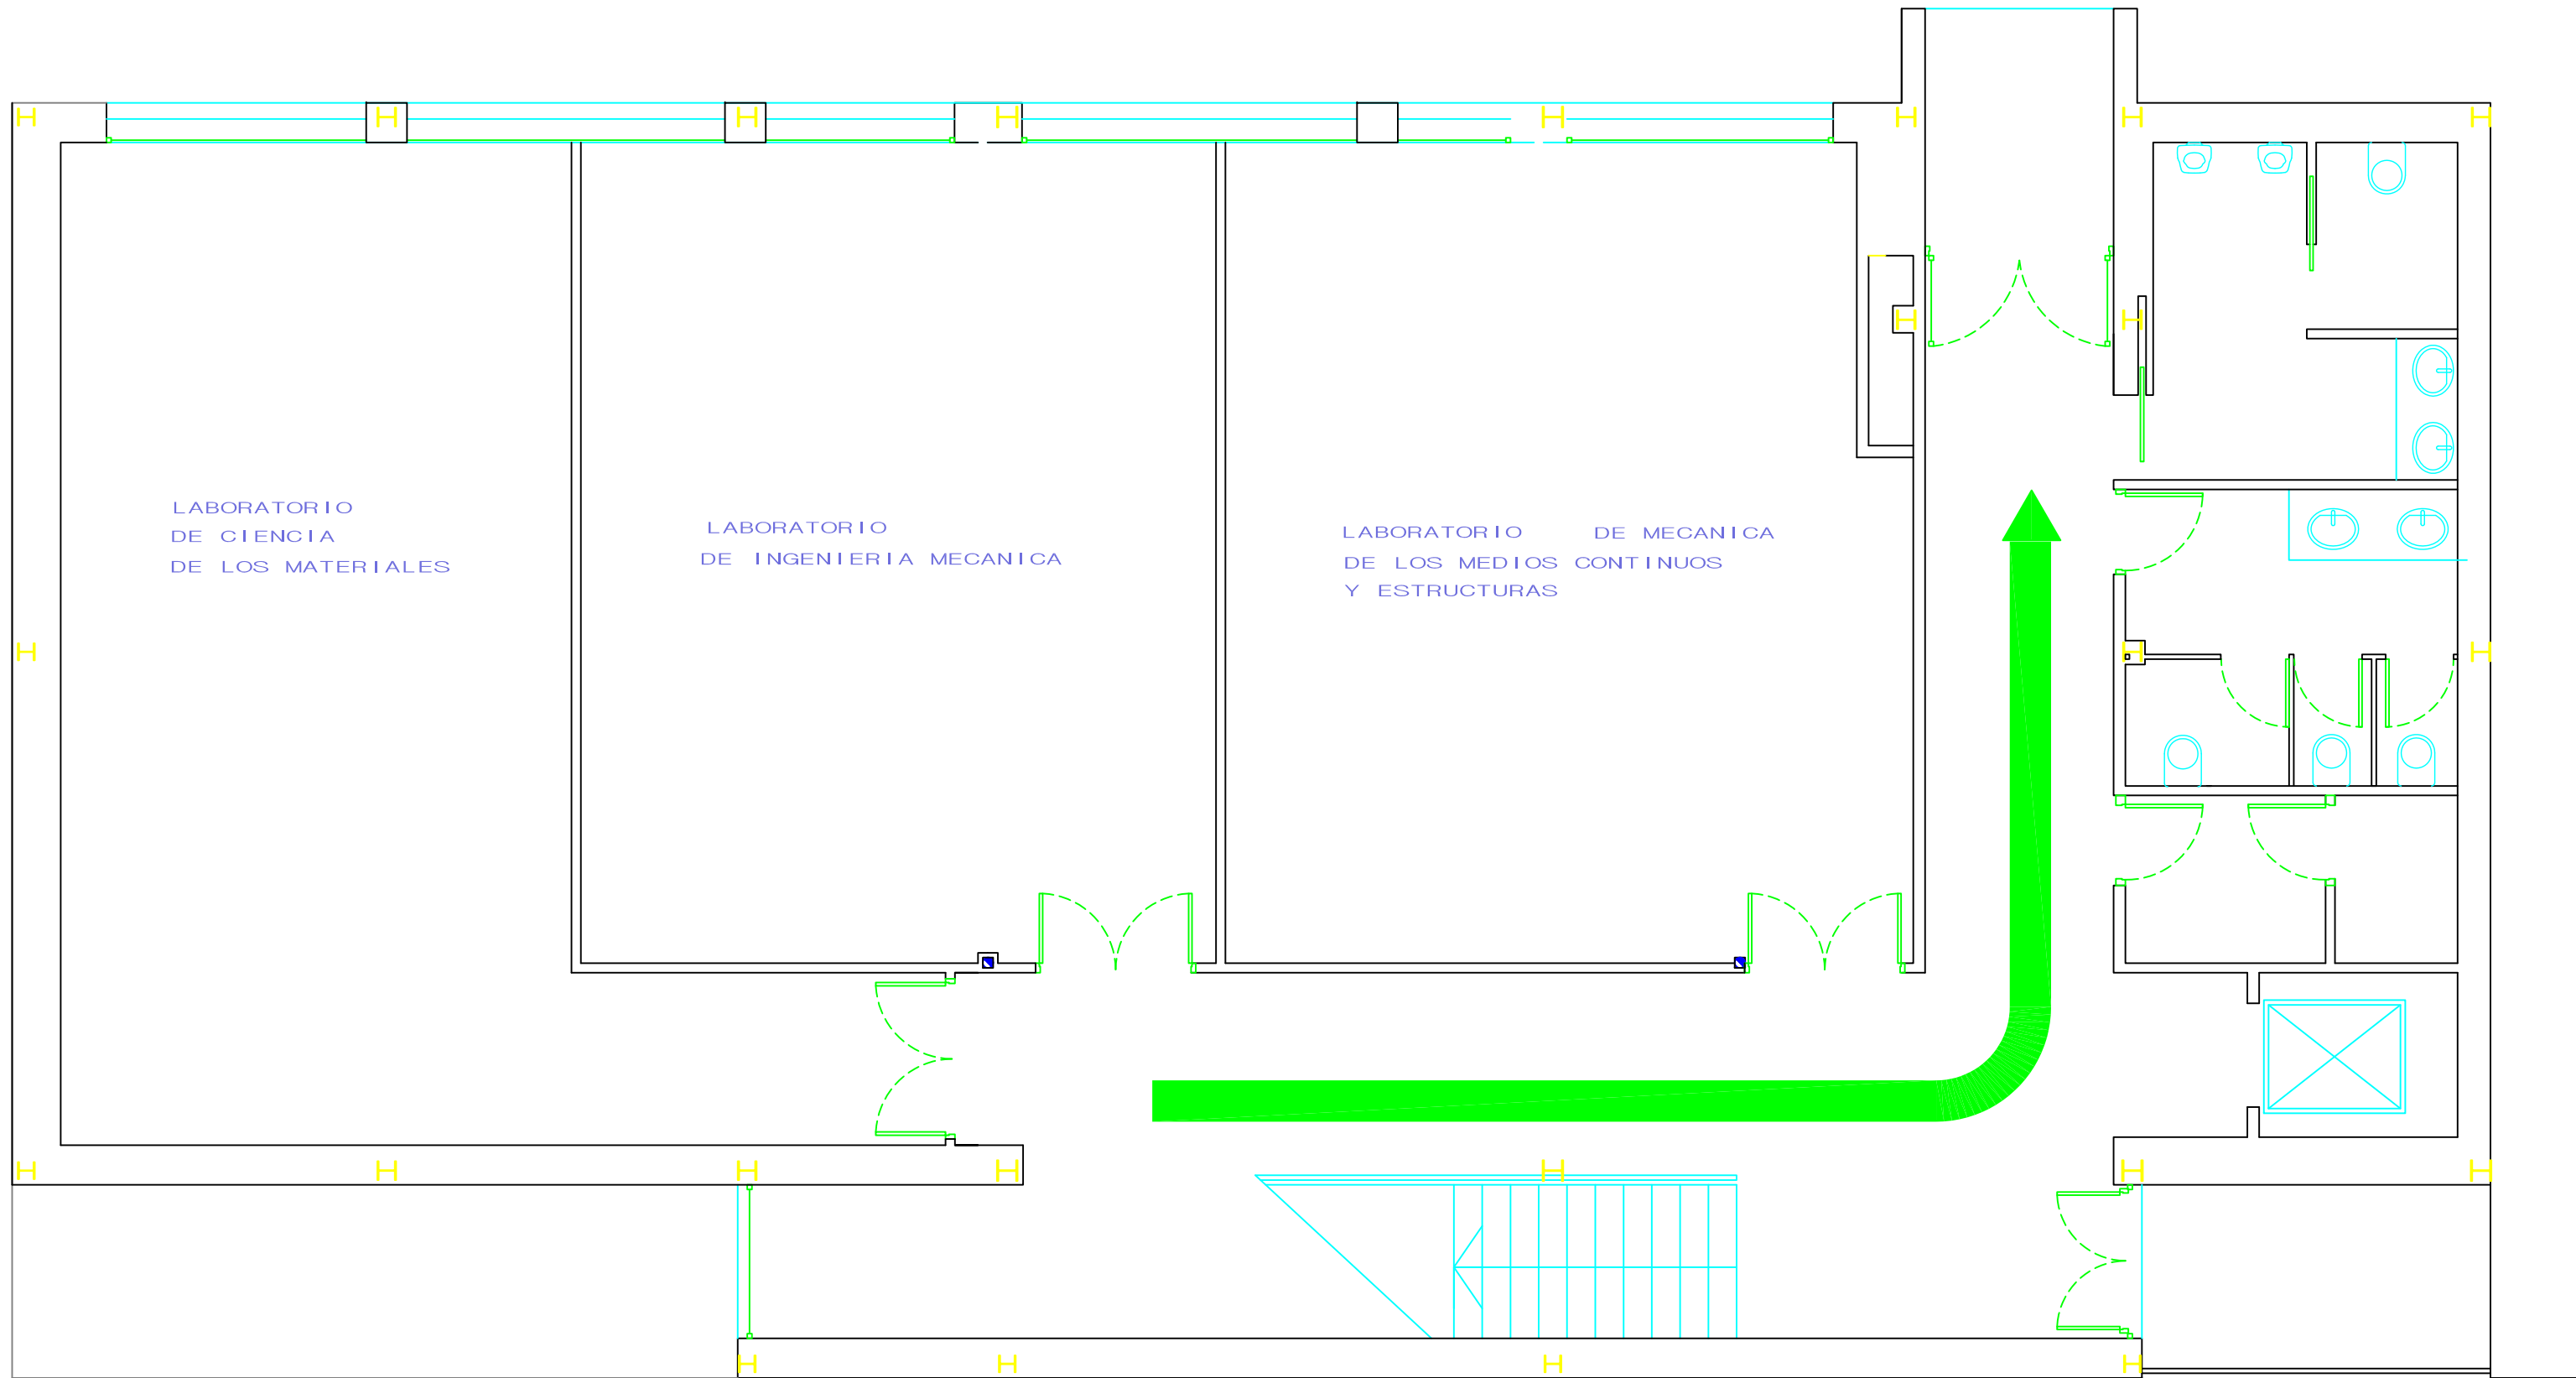 LABORATORIO
DE CIENCIA
DE LOS MATERIALES
LABORATORIO
DE INGENIERIA MECANICA
LABORATORIO DE MECANICA
DE LOS MEDIOS CONTINUOS
Y ESTRUCTURAS